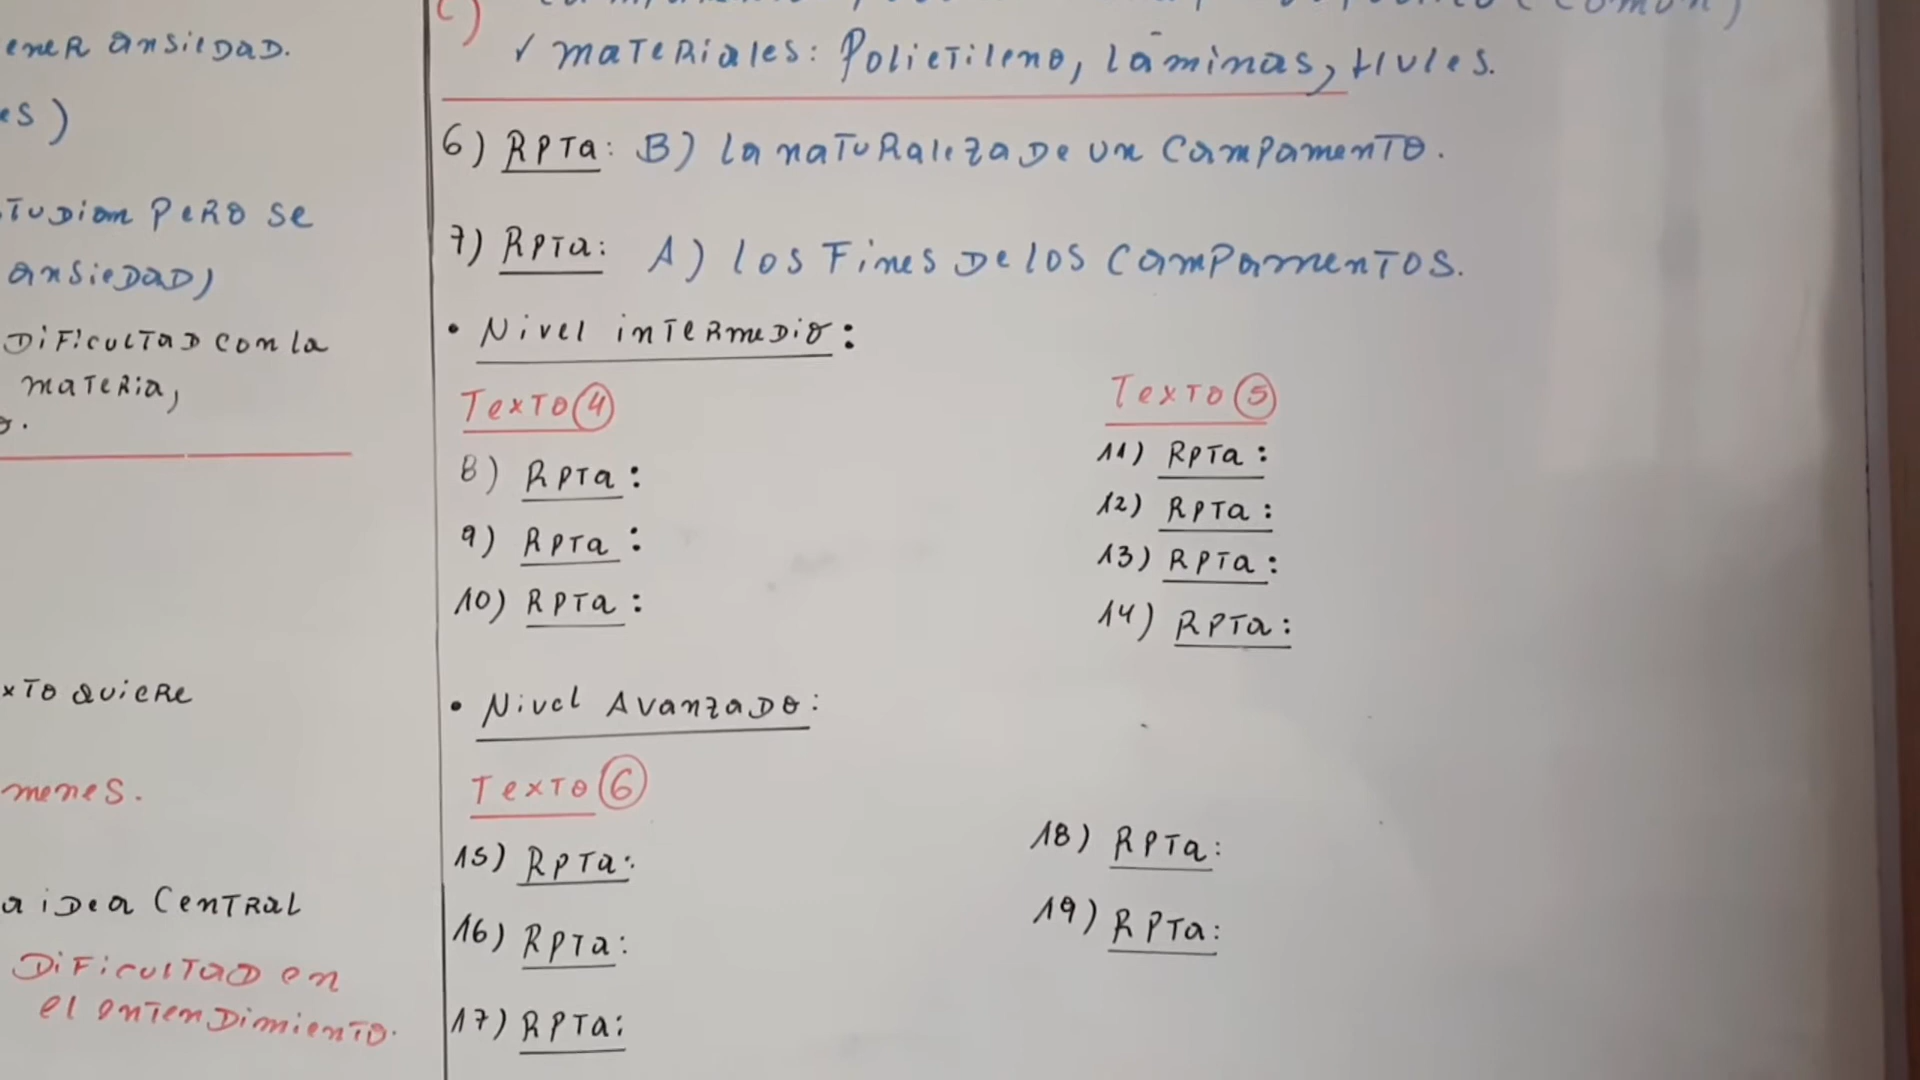 ener ansiedad.
es)
tudian pero se
ansiedad)
Dificultad con la
materia,
o.
xto quiere
menes.
a idea Central
Dificultad en
el entendimiento.
c)
✓ materiales: Polietileno, láminas, Hules.
6) RPTa: B) la naturaleza de un Campamento.
7) RPTa: A) los Fines de los Campamentos.
• Nivel intermedio:
Texto 4
8) RPTa:
9) RPTa:
10) RPTa:
Texto 5
11) RPTa:
12) RPTa:
13) RPTa:
14) RPTa:
• Nivel Avanzado:
Texto 6
15) RPTa:
16) RPTa:
17) RPTa:
18) RPTa:
19) RPTa: